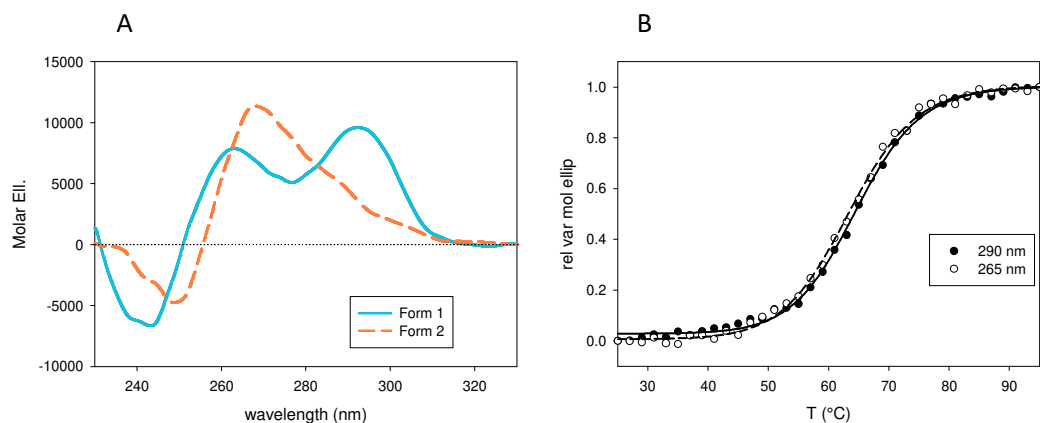 A
15000
10000
5000
0
-5000
-10000
Molar Ell.
240
260
280
300
320
wavelength (nm)
Form 1
Form 2
B
1.0
0.8
0.6
0.4
0.2
0.0
rel var mol ellip
30
40
50
60
70
80
90
T (°C)
290 nm
265 nm